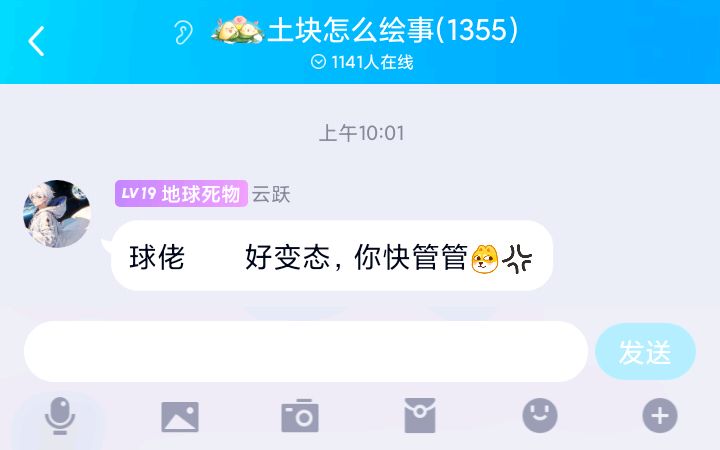 土块怎么绘事(1355)
1141人在线
上午10:01
LV19 地球死物 云跃
球佬 好变态，你快管管
发送